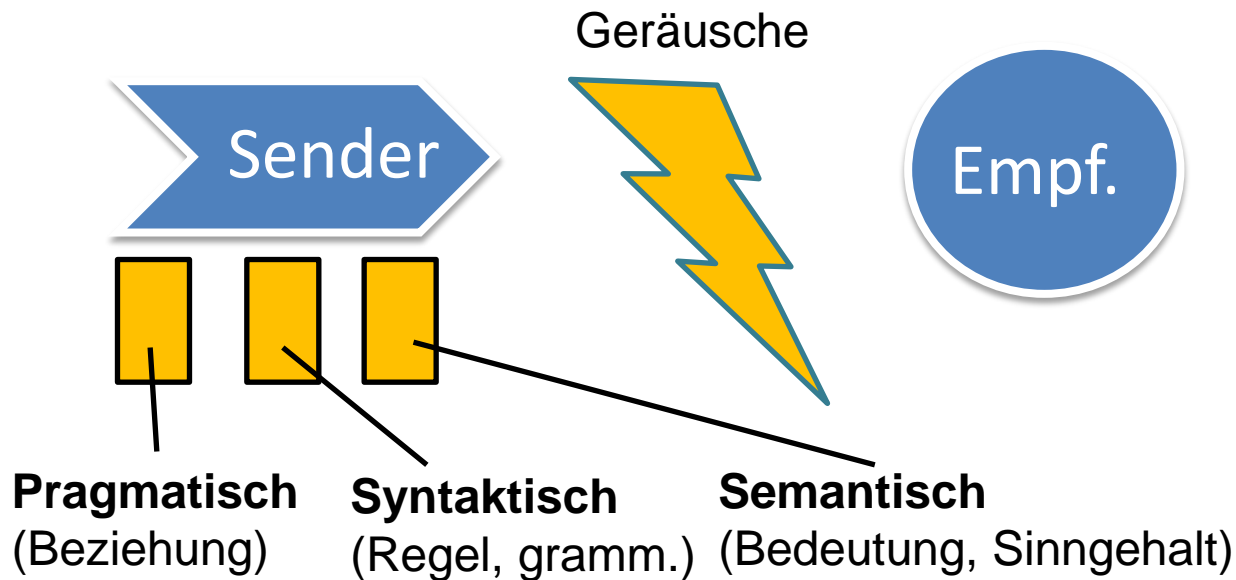 Geräusche
Sender
Empf.
Pragmatisch
(Beziehung)
Syntaktisch
(Regel, gramm.)
Semantisch
(Bedeutung, Sinngehalt)